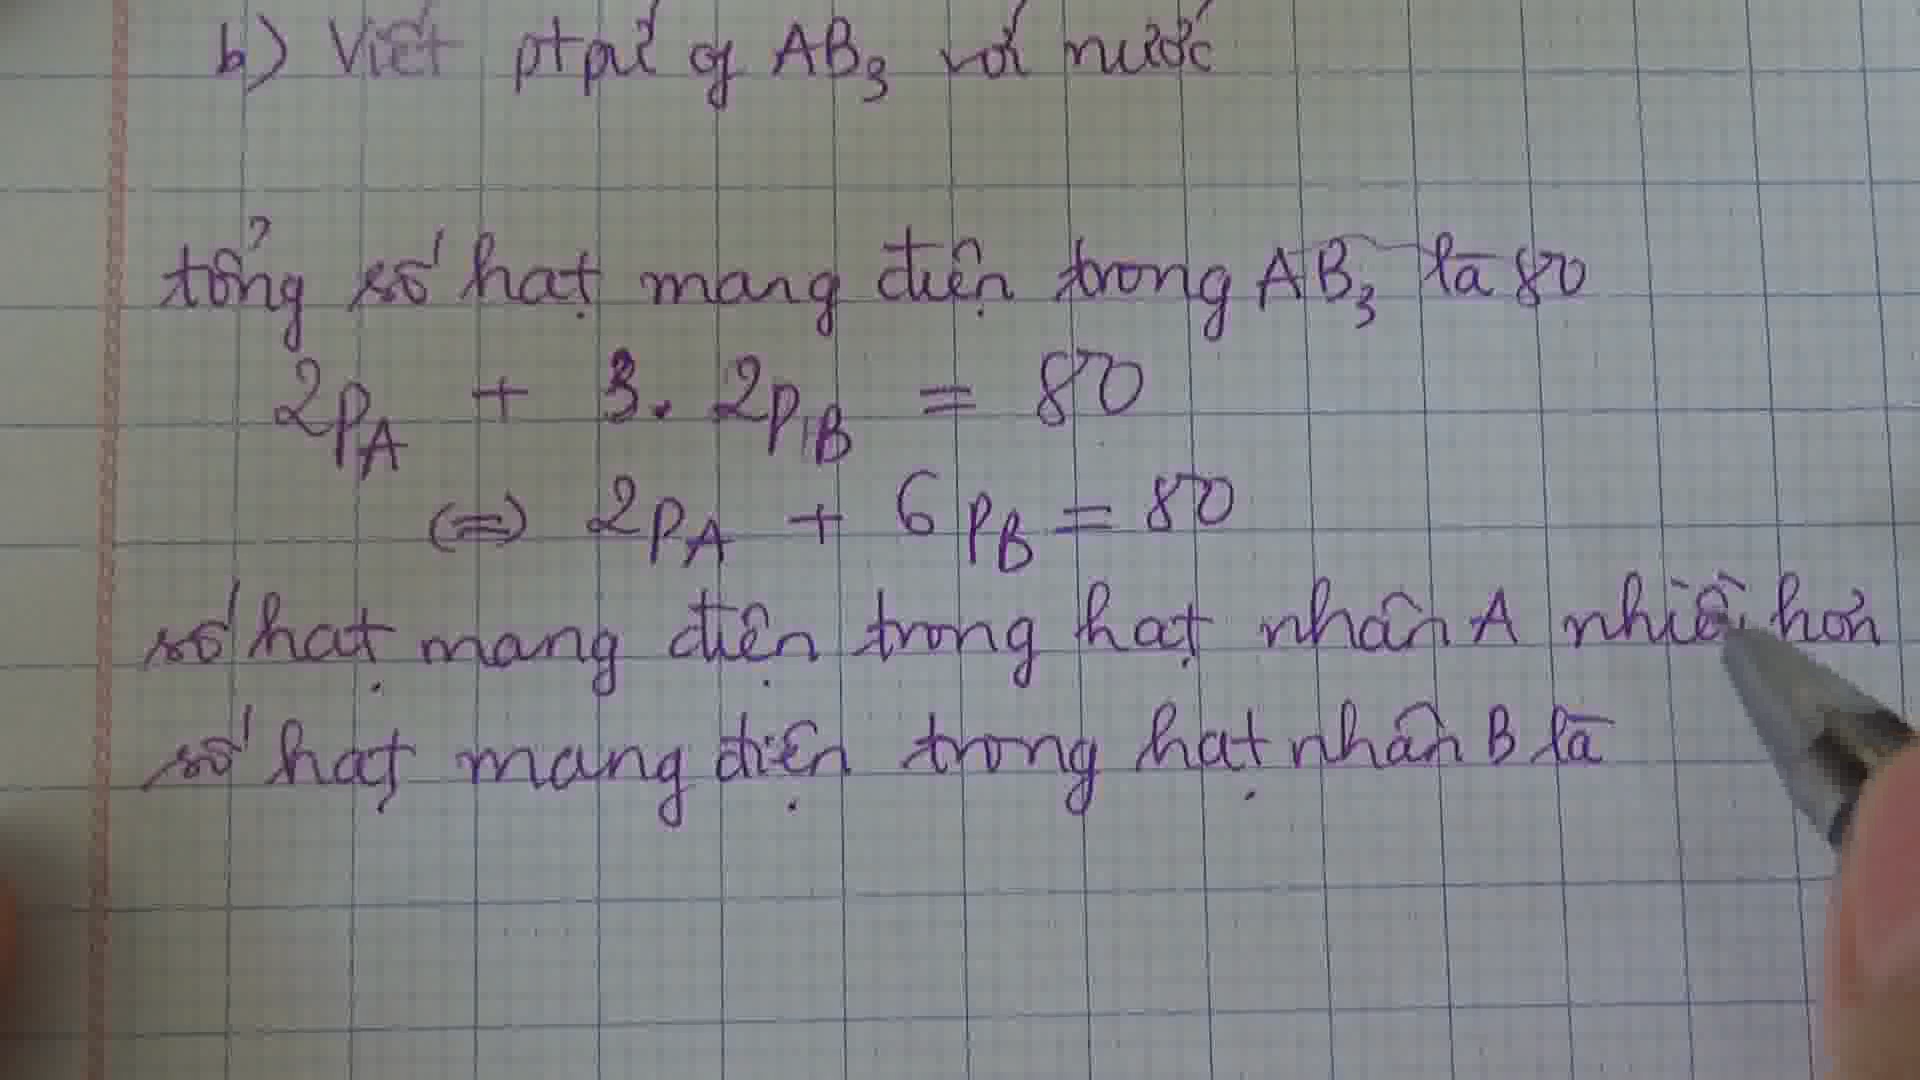 b) Viết ptpứ of AB3 với nước
tổng số hạt mang điện trong AB3 là 80
2PA + 3. 2PB = 80
(=) 2PA + 6PB = 80
số hạt mang điện trong hạt nhân A nhiều hơn
số hạt mang điện trong hạt nhân B là